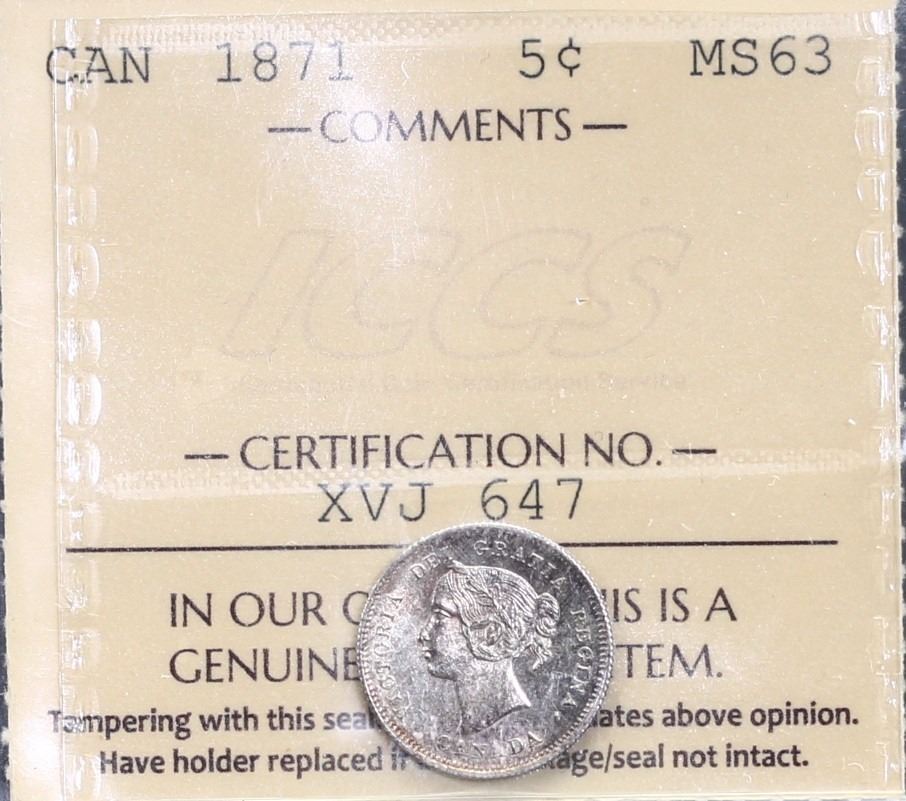 CAN 1871 5¢ MS63
— COMMENTS —
ICCS
— CERTIFICATION NO. —
XVJ 647
IN OUR IS IS A
GENUINE TEM.
Tampering with this seal ates above opinion.
Have holder replaced if age/seal not intact.
VICTORIA DEI GRATIA REGINA.
CANADA